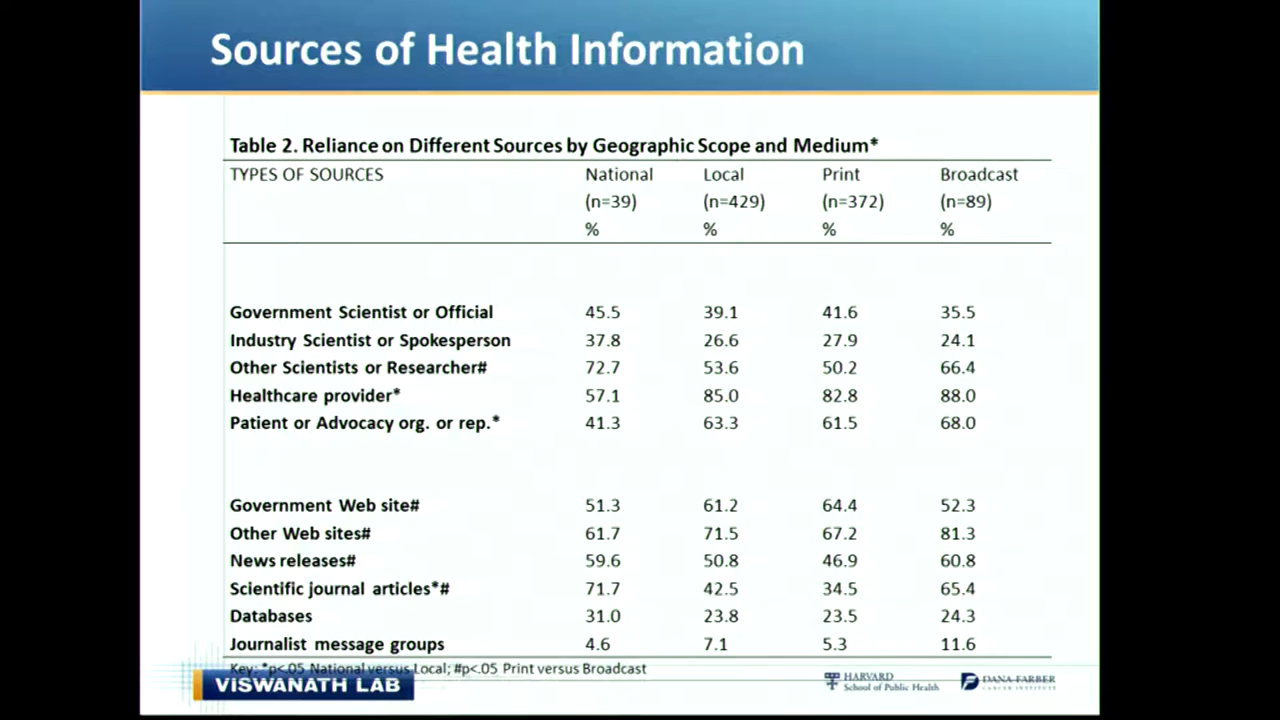 Sources of Health Information
Table 2. Reliance on Different Sources by Geographic Scope and Medium*
TYPES OF SOURCES National Local Print Broadcast
(n=39) (n=429) (n=372) (n=89)
% % % %
Government Scientist or Official 45.5 39.1 41.6 35.5
Industry Scientist or Spokesperson 37.8 26.6 27.9 24.1
Other Scientists or Researcher# 72.7 53.6 50.2 66.4
Healthcare provider* 57.1 85.0 82.8 88.0
Patient or Advocacy org. or rep.* 41.3 63.3 61.5 68.0
Government Web site# 51.3 61.2 64.4 52.3
Other Web sites# 61.7 71.5 67.2 81.3
News releases# 59.6 50.8 46.9 60.8
Scientific journal articles*# 71.7 42.5 34.5 65.4
Databases 31.0 23.8 23.5 24.3
Journalist message groups 4.6 7.1 5.3 11.6
Key: *p<.05 National versus Local; #p<.05 Print versus Broadcast
VISWANATH LAB
HARVARD
School of Public Health
DANA-FARBER
CANCER INSTITUTE